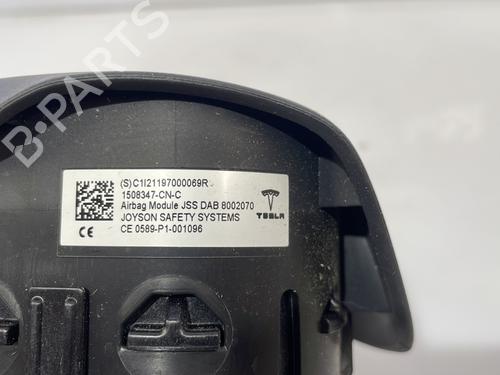 B-PARTS
(S)C1I21197000069R
1508347-CN-C
Airbag Module JSS DAB 8002070
JOYSON SAFETY SYSTEMS
CE 0589-P1-001096
CE
TESLA